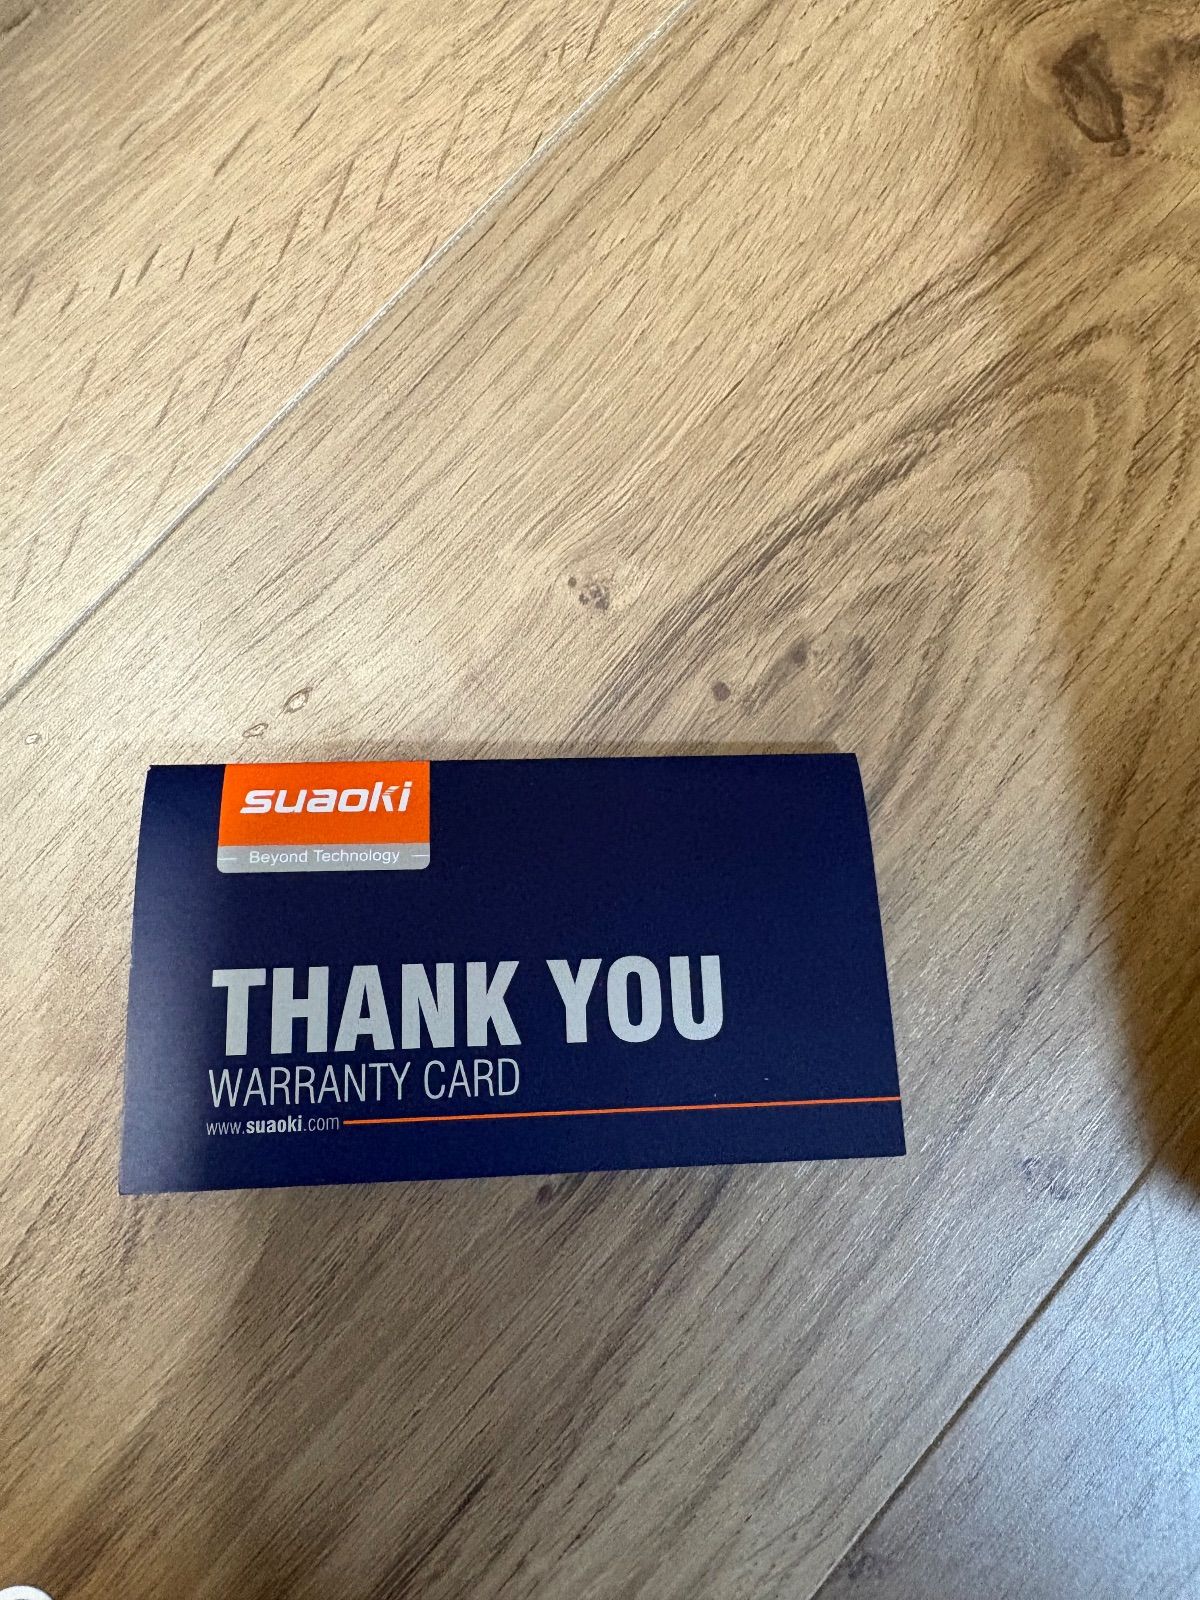 suaoki
Beyond Technology
THANK YOU
WARRANTY CARD
www.suaoki.com